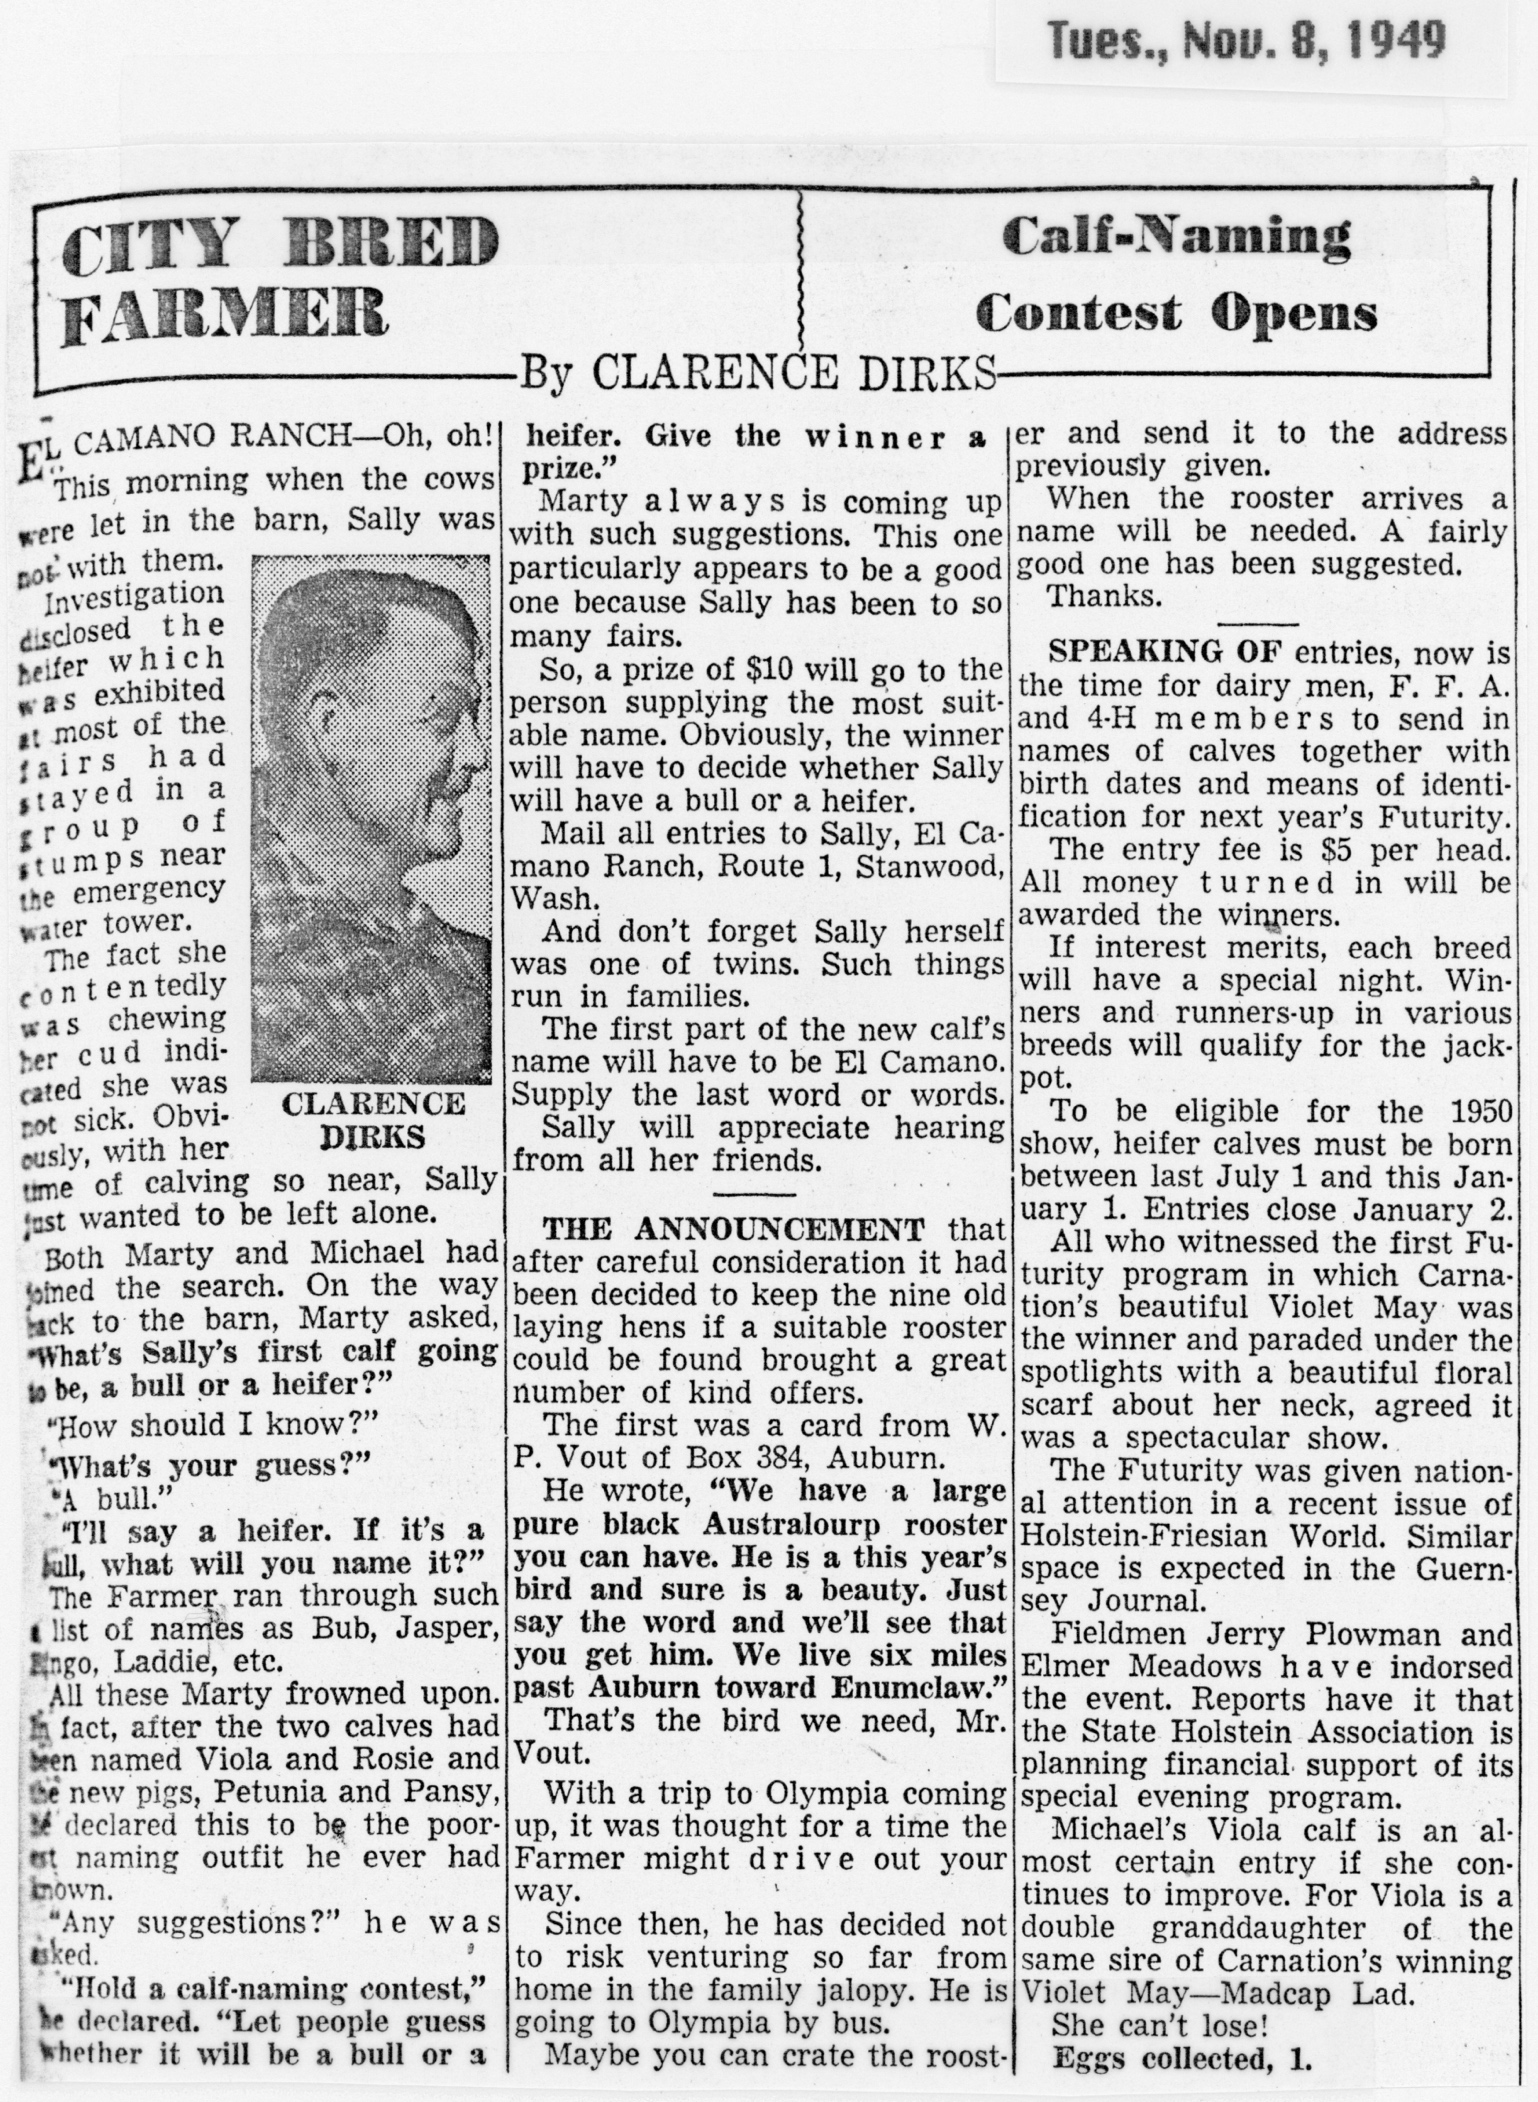 Tues., Nov. 8, 1949
CITY BRED
FARMER
Calf-Naming
Contest Opens
By CLARENCE DIRKS
EL CAMANO RANCH—Oh, oh!
This morning when the cows
were let in the barn, Sally was
not with them.
Investigation
disclosed the
heifer which
was exhibited
at most of the
fairs had
stayed in a
group of
stumps near
the emergency
water tower.
The fact she
contentedly
was chewing
her cud indi-
cated she was
not sick. Obvi-
ously, with her
time of calving so near, Sally
just wanted to be left alone.
CLARENCE
DIRKS
Both Marty and Michael had
joined the search. On the way
back to the barn, Marty asked,
"What's Sally's first calf going
to be, a bull or a heifer?"
"How should I know?"
"What's your guess?"
"A bull."
"I'll say a heifer. If it's a
bull, what will you name it?"
The Farmer ran through such
a list of names as Bub, Jasper,
Bingo, Laddie, etc.
All these Marty frowned upon.
In fact, after the two calves had
been named Viola and Rosie and
the new pigs, Petunia and Pansy,
he declared this to be the poor-
est naming outfit he ever had
known.
"Any suggestions?" he was
asked.
"Hold a calf-naming contest,"
he declared. "Let people guess
whether it will be a bull or a
heifer. Give the winner a
prize."
Marty always is coming up
with such suggestions. This one
particularly appears to be a good
one because Sally has been to so
many fairs.
So, a prize of $10 will go to the
person supplying the most suit-
able name. Obviously, the winner
will have to decide whether Sally
will have a bull or a heifer.
Mail all entries to Sally, El Ca-
mano Ranch, Route 1, Stanwood,
Wash.
And don't forget Sally herself
was one of twins. Such things
run in families.
The first part of the new calf's
name will have to be El Camano.
Supply the last word or words.
Sally will appreciate hearing
from all her friends.
THE ANNOUNCEMENT that
after careful consideration it had
been decided to keep the nine old
laying hens if a suitable rooster
could be found brought a great
number of kind offers.
The first was a card from W.
P. Vout of Box 384, Auburn.
He wrote, "We have a large
pure black Australourp rooster
you can have. He is a this year's
bird and sure is a beauty. Just
say the word and we'll see that
you get him. We live six miles
past Auburn toward Enumclaw."
That's the bird we need, Mr.
Vout.
With a trip to Olympia coming
up, it was thought for a time the
Farmer might drive out your
way.
Since then, he has decided not
to risk venturing so far from
home in the family jalopy. He is
going to Olympia by bus.
Maybe you can crate the roost-
er and send it to the address
previously given.
When the rooster arrives a
name will be needed. A fairly
good one has been suggested.
Thanks.
SPEAKING OF entries, now is
the time for dairy men, F. F. A.
and 4-H members to send in
names of calves together with
birth dates and means of identi-
fication for next year's Futurity.
The entry fee is $5 per head.
All money turned in will be
awarded the winners.
If interest merits, each breed
will have a special night. Win-
ners and runners-up in various
breeds will qualify for the jack-
pot.
To be eligible for the 1950
show, heifer calves must be born
between last July 1 and this Jan-
uary 1. Entries close January 2.
All who witnessed the first Fu-
turity program in which Carna-
tion's beautiful Violet May was
the winner and paraded under the
spotlights with a beautiful floral
scarf about her neck, agreed it
was a spectacular show.
The Futurity was given nation-
al attention in a recent issue of
Holstein-Friesian World. Similar
space is expected in the Guern-
sey Journal.
Fieldmen Jerry Plowman and
Elmer Meadows have indorsed
the event. Reports have it that
the State Holstein Association is
planning financial support of its
special evening program.
Michael's Viola calf is an al-
most certain entry if she con-
tinues to improve. For Viola is a
double granddaughter of the
same sire of Carnation's winning
Violet May—Madcap Lad.
She can't lose!
Eggs collected, 1.